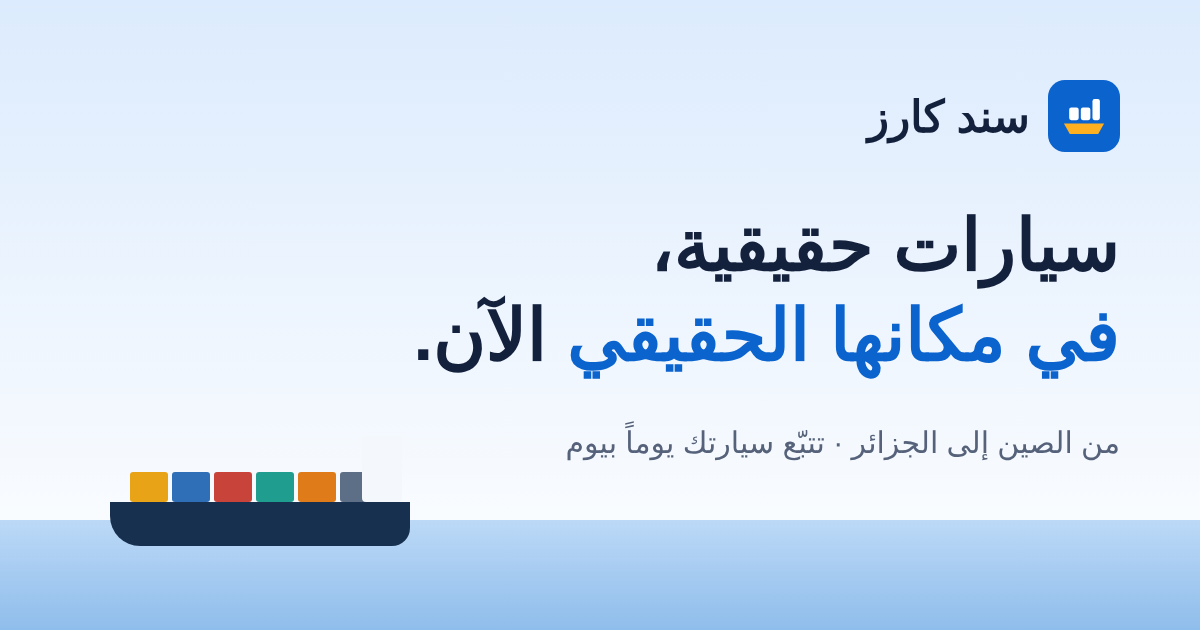 سند كارز
سيارات حقيقية،
في مكانها الحقيقي الآن.
من الصين إلى الجزائر · تتبّع سيارتك يوماً بيوم